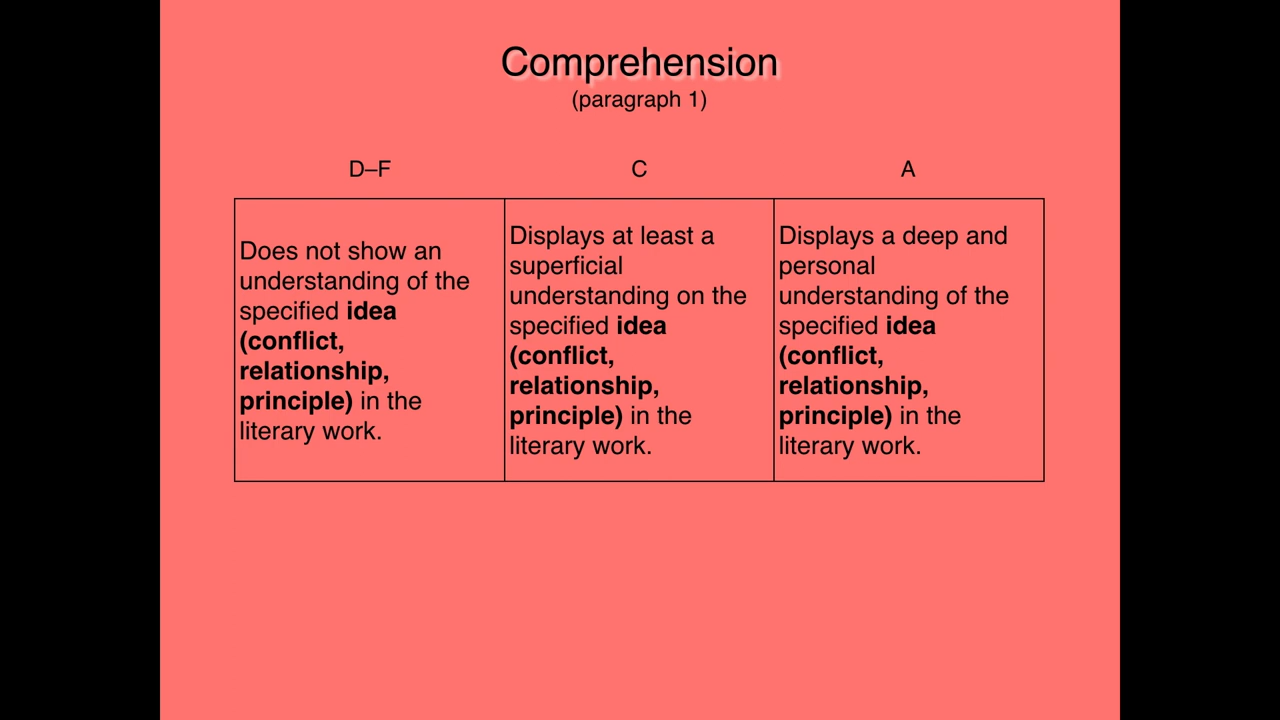 Comprehension
(paragraph 1)
D–F
C
A
Does not show an
understanding of the
specified idea
(conflict,
relationship,
principle) in the
literary work.
Displays at least a
superficial
understanding on the
specified idea
(conflict,
relationship,
principle) in the
literary work.
Displays a deep and
personal
understanding of the
specified idea
(conflict,
relationship,
principle) in the
literary work.